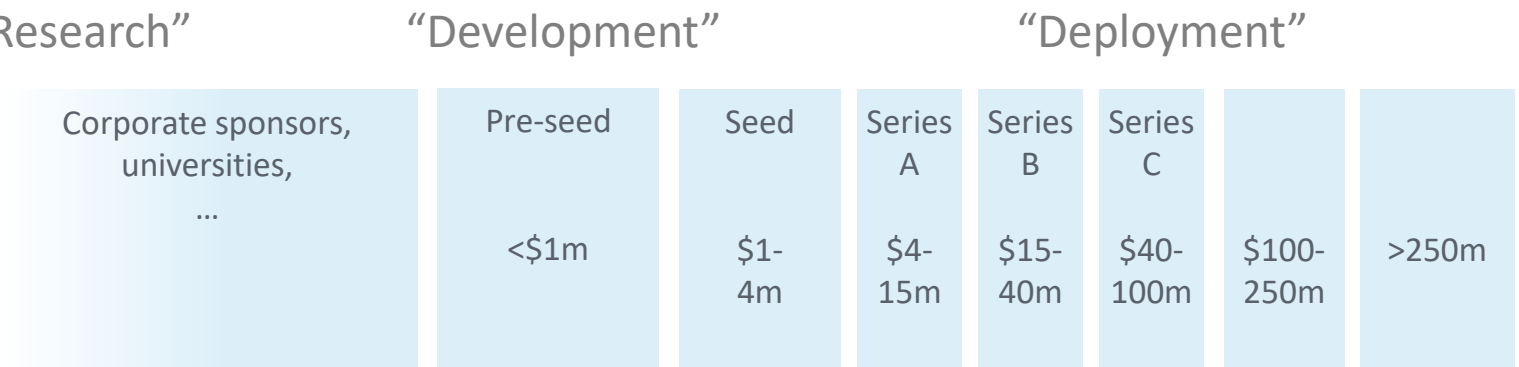 Research” “Development” “Deployment”
Corporate sponsors,
universities,
…
Pre-seed
<$1m
Seed
$1-
4m
Series
A
$4-
15m
Series
B
$15-
40m
Series
C
$40-
100m
$100-
250m
>250m